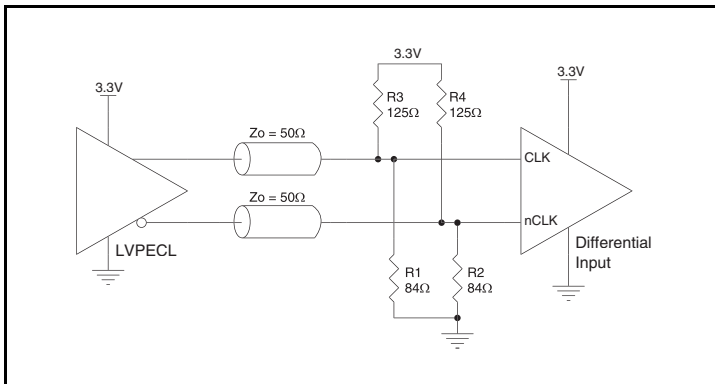 3.3V
3.3V
3.3V
R3
125Ω
R4
125Ω
Zo = 50Ω
CLK
Zo = 50Ω
nCLK
LVPECL
Differential
Input
R1
84Ω
R2
84Ω